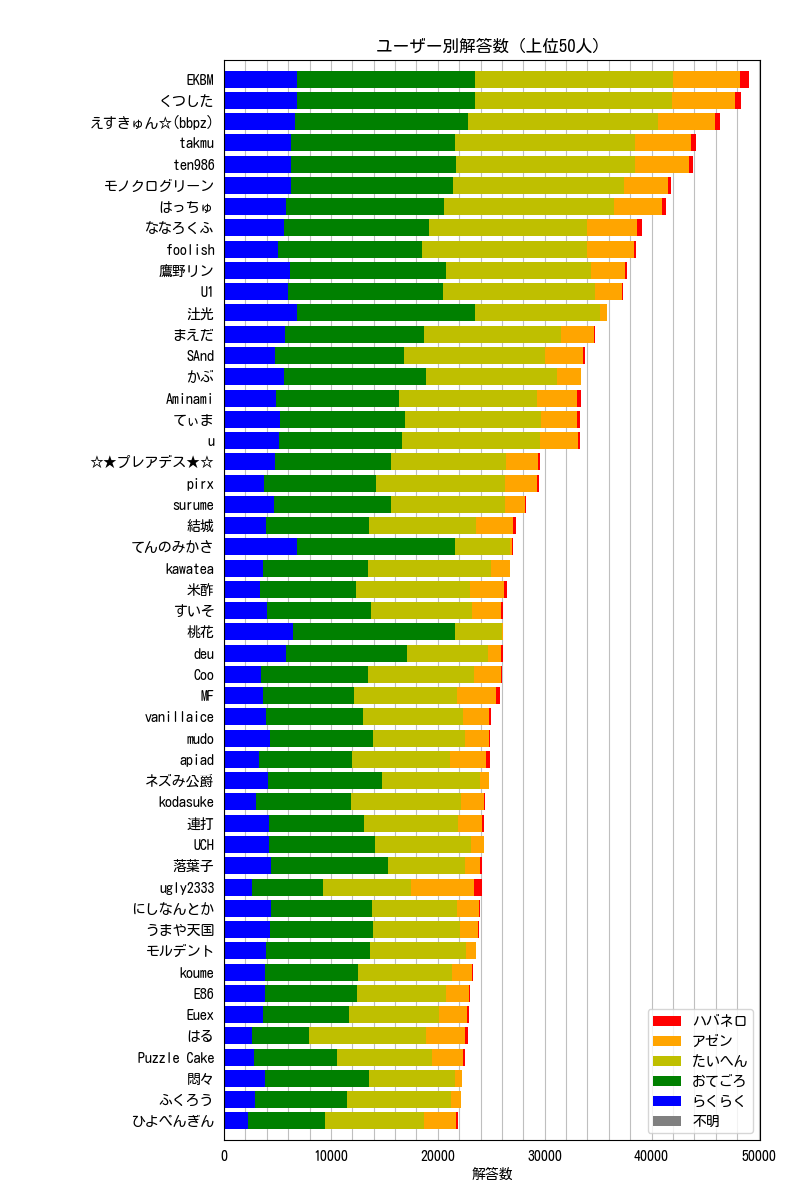 ユーザー別解答数 (上位50人)
EKBM
くつした
えすきゅん☆(bbpz)
takmu
ten986
モノクログリーン
はっちゅ
ななろくふ
foolish
鷹野リン
U1
辻光
まえだ
SAnd
かぶ
Aminami
てぃま
u
☆★プレアデス★☆
pirx
surume
結城
てんのみかさ
kawatea
米酢
すいそ
桃花
deu
Coo
MF
vanillaice
mudo
apiad
ネズみ公爵
kodasuke
連打
UCH
落葉子
ugly2333
にしなんとか
うまや天国
モルデント
koume
E86
Euex
はる
Puzzle Cake
悶々
ふくろう
ひよぺんぎん
ハバネロ
アゼン
たいへん
おてごろ
らくらく
不明
0 10000 20000 30000 40000 50000
解答数